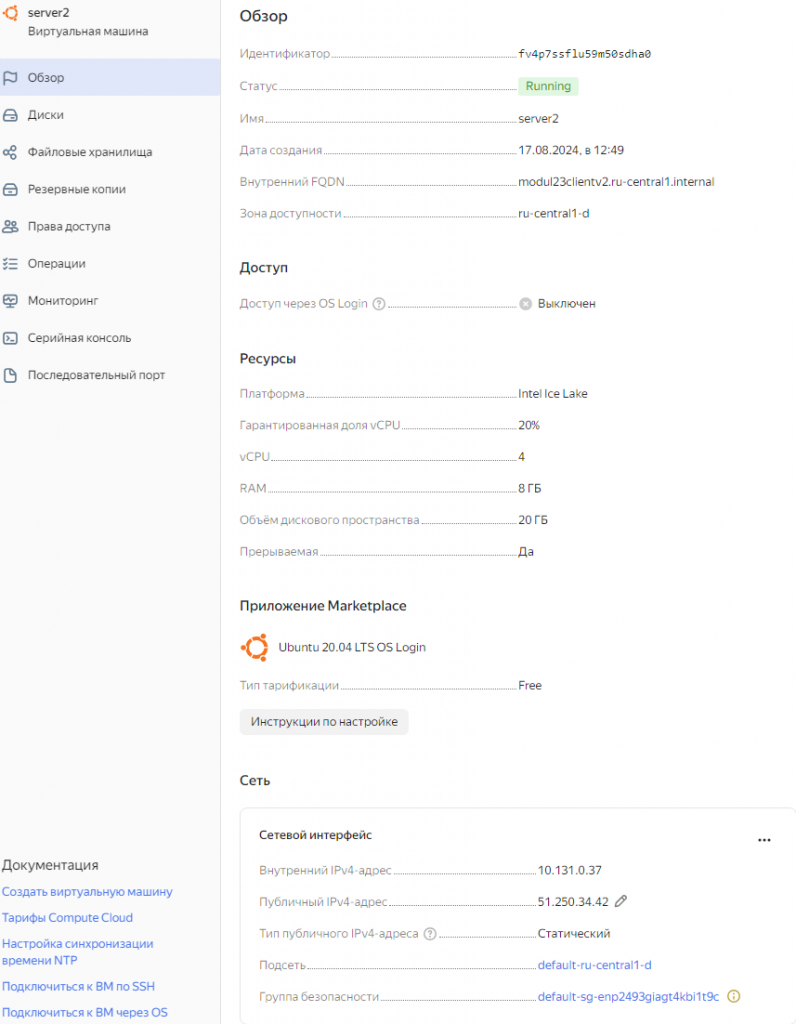 server2
Виртуальная машина
Обзор
Диски
Файловые хранилища
Резервные копии
Права доступа
Операции
Мониторинг
Серийная консоль
Последовательный порт
Документация
Создать виртуальную машину
Тарифы Compute Cloud
Настройка синхронизации
времени NTP
Подключиться к ВМ по SSH
Подключиться к ВМ через OS
Обзор
Идентификатор fv4p7ssflu59m50sdha0
Статус Running
Имя server2
Дата создания 17.08.2024, в 12:49
Внутренний FQDN modul23clientv2.ru-central1.internal
Зона доступности ru-central1-d
Доступ
Доступ через OS Login Выключен
Ресурсы
Платформа Intel Ice Lake
Гарантированная доля vCPU 20%
vCPU 4
RAM 8 ГБ
Объём дискового пространства 20 ГБ
Прерываемая Да
Приложение Marketplace
Ubuntu 20.04 LTS OS Login
Тип тарификации Free
Инструкции по настройке
Сеть
Сетевой интерфейс
Внутренний IPv4-адрес 10.131.0.37
Публичный IPv4-адрес 51.250.34.42
Тип публичного IPv4-адреса Статический
Подсеть default-ru-central1-d
Группа безопасности default-sg-enp2493giagt4kbi1t9c